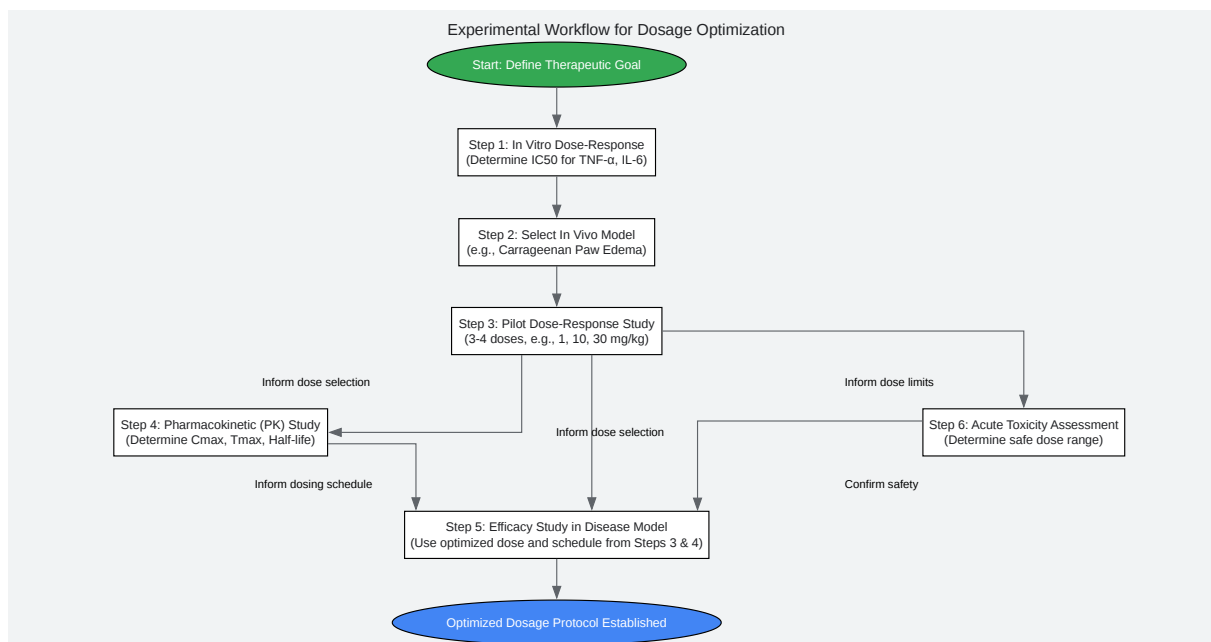 Experimental Workflow for Dosage Optimization
Start: Define Therapeutic Goal
Step 1: In Vitro Dose-Response
(Determine IC50 for TNF-α, IL-6)
Step 2: Select In Vivo Model
(e.g., Carrageenan Paw Edema)
Step 3: Pilot Dose-Response Study
(3-4 doses, e.g., 1, 10, 30 mg/kg)
Inform dose selection
Inform dose limits
Step 4: Pharmacokinetic (PK) Study
(Determine Cmax, Tmax, Half-life)
Inform dose selection
Step 6: Acute Toxicity Assessment
(Determine safe dose range)
Inform dosing schedule
Confirm safety
Step 5: Efficacy Study in Disease Model
(Use optimized dose and schedule from Steps 3 & 4)
Optimized Dosage Protocol Established